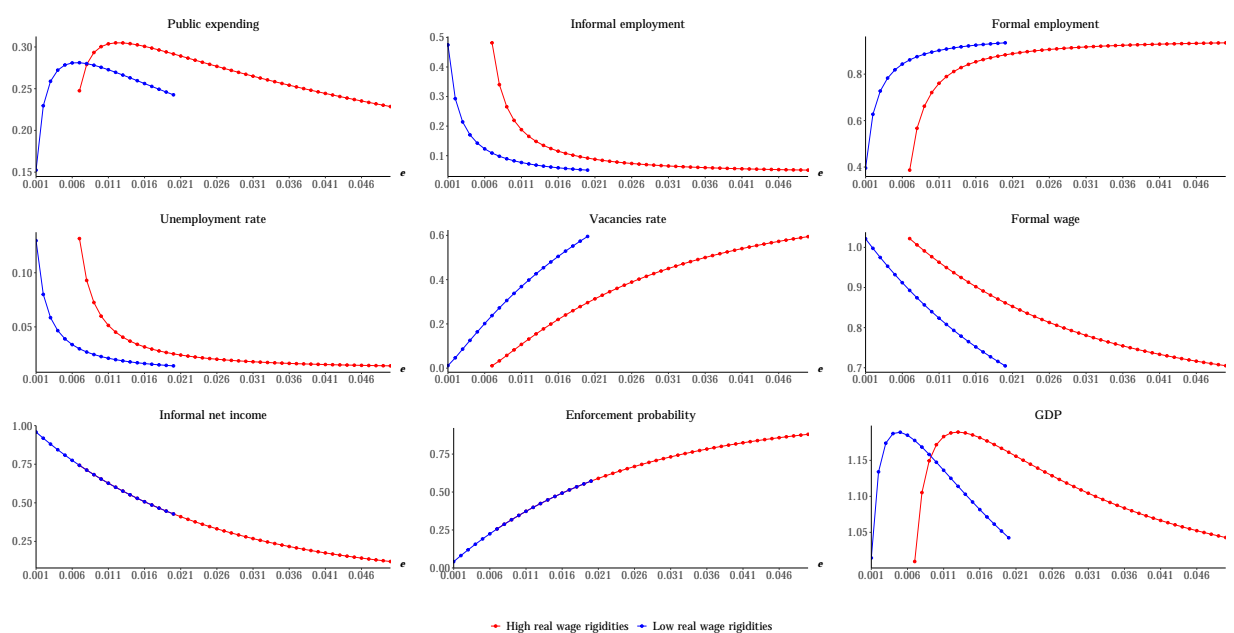 Public expending
0.30
0.25
0.20
0.15
0.001 0.006 0.011 0.016 0.021 0.026 0.031 0.036 0.041 0.046
e
Informal employment
0.5
0.4
0.3
0.2
0.1
0.001 0.006 0.011 0.016 0.021 0.026 0.031 0.036 0.041 0.046
e
Formal employment
0.8
0.6
0.4
0.001 0.006 0.011 0.016 0.021 0.026 0.031 0.036 0.041 0.046
Unemployment rate
0.10
0.05
0.001 0.006 0.011 0.016 0.021 0.026 0.031 0.036 0.041 0.046
e
Vacancies rate
0.6
0.4
0.2
0.0
0.001 0.006 0.011 0.016 0.021 0.026 0.031 0.036 0.041 0.046
e
Formal wage
1.0
0.9
0.8
0.7
0.001 0.006 0.011 0.016 0.021 0.026 0.031 0.036 0.041 0.046
Informal net income
1.00
0.75
0.50
0.25
0.001 0.006 0.011 0.016 0.021 0.026 0.031 0.036 0.041 0.046
e
Enforcement probability
0.75
0.50
0.25
0.00
0.001 0.006 0.011 0.016 0.021 0.026 0.031 0.036 0.041 0.046
e
GDP
1.15
1.10
1.05
0.001 0.006 0.011 0.016 0.021 0.026 0.031 0.036 0.041 0.046
High real wage rigidities Low real wage rigidities